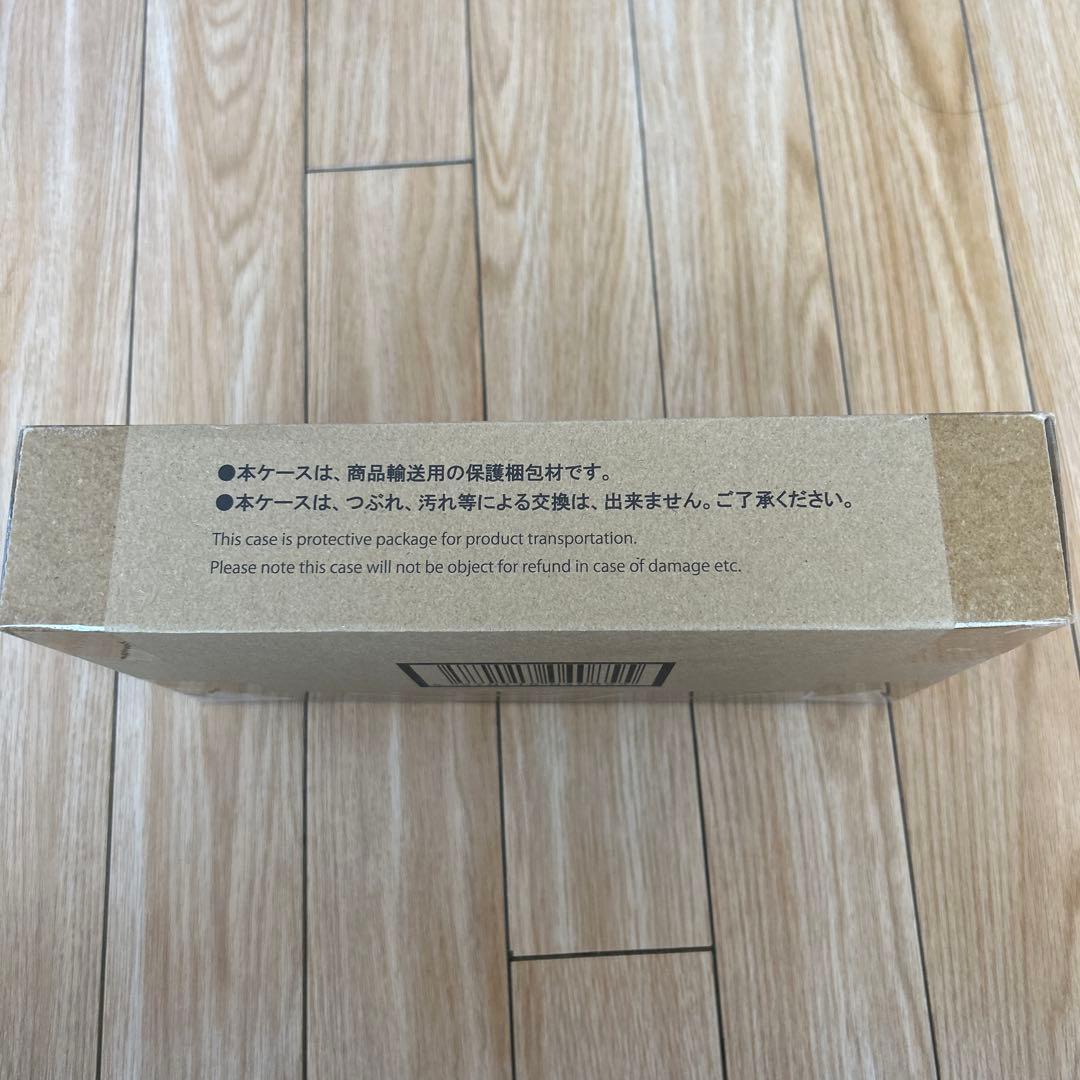 ●本ケースは、商品輸送用の保護梱包材です。
●本ケースは、つぶれ、汚れ等による交換は、出来ません。ご了承ください。
This case is protective package for product transportation.
Please note this case will not be object for refund in case of damage etc.